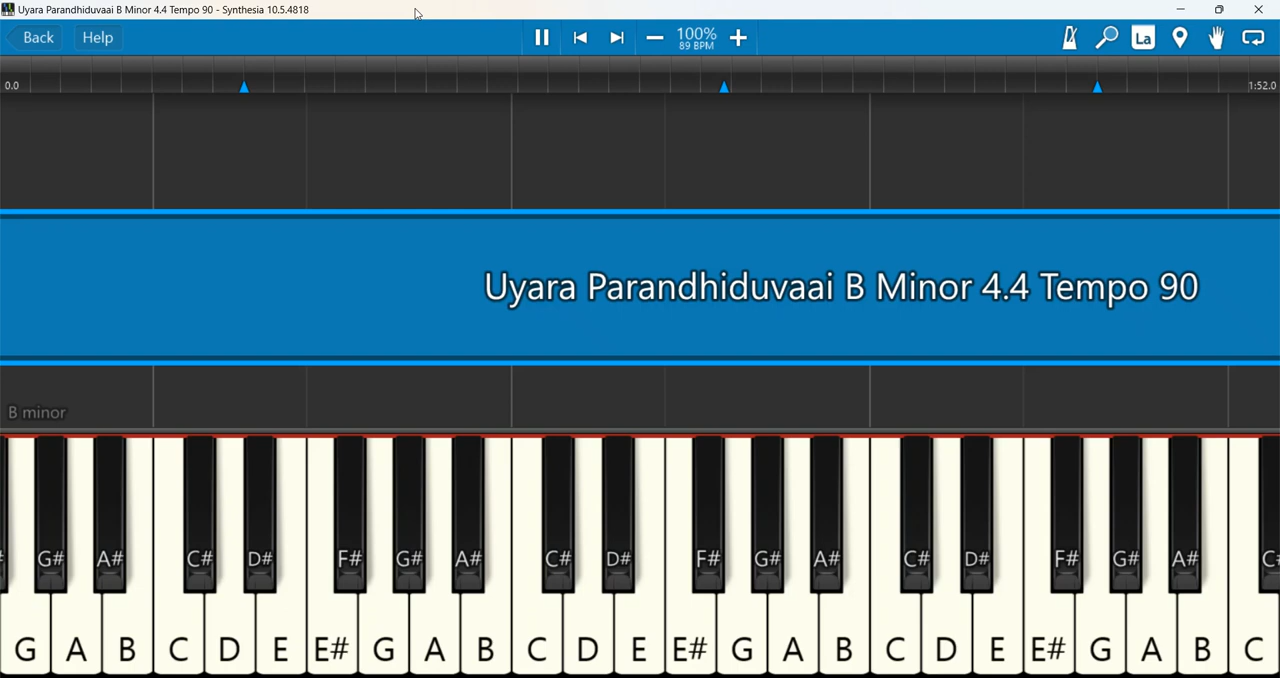 Uyara Parandhiduvaai B Minor 4.4 Tempo 90 - Synthesia 10.5.4818
Back Help 100% La
89 BPM
0.0 1:52.0
Uyara Parandhiduvaai B Minor 4.4 Tempo 90
B minor
G# A# C# D# F# G# A# C# D# F# G# A# C# D# F# G# A# C
G A B C D E E# G A B C D E E# G A B C D E E# G A B C